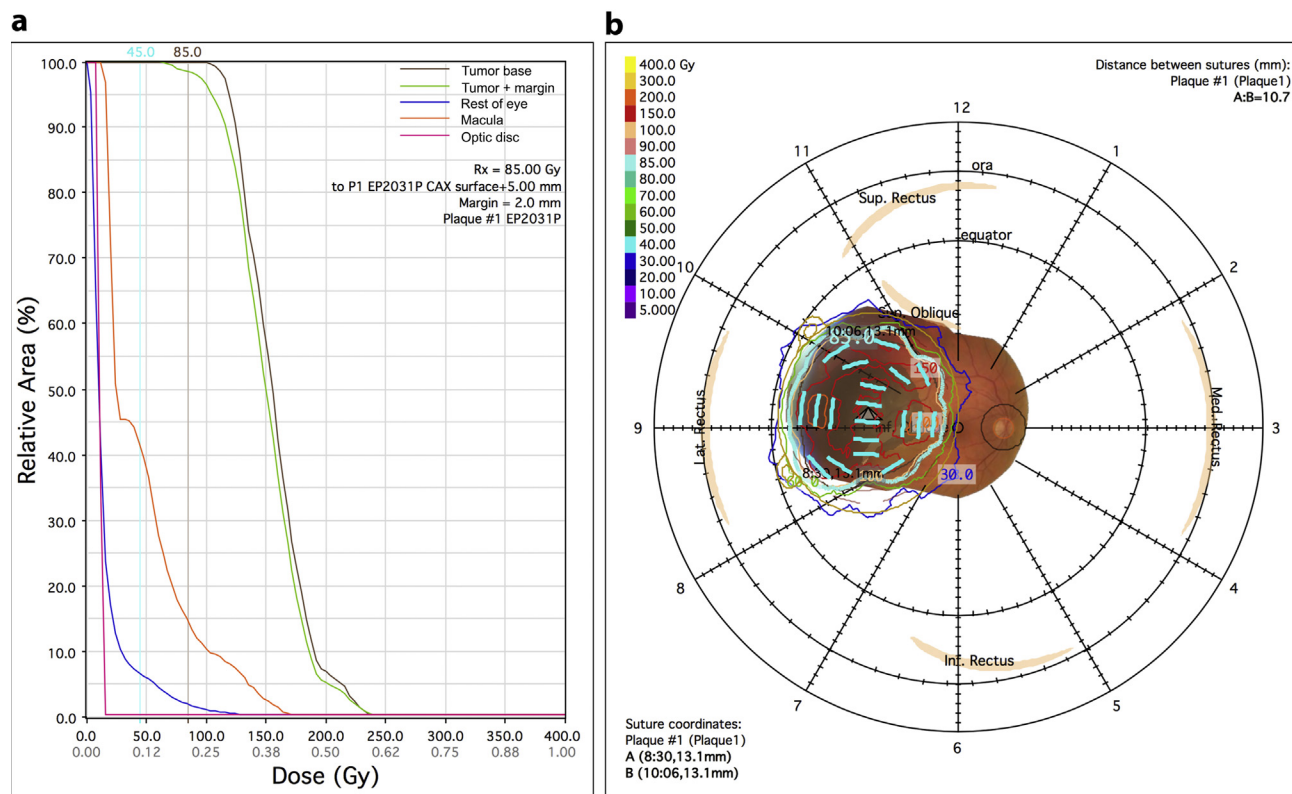 a
45.0 85.0
100.0
90.0
80.0
70.0
60.0
50.0
40.0
30.0
20.0
10.0
0.0
Relative Area (%)
Tumor base
Tumor + margin
Rest of eye
Macula
Optic disc
Rx = 85.00 Gy
to P1 EP2031P CAX surface+5.00 mm
Margin = 2.0 mm
Plaque #1 EP2031P
0.0 50.0 100.0 150.0 200.0 250.0 300.0 350.0 400.0
0.00 0.12 0.25 0.38 0.50 0.62 0.75 0.88 1.00
Dose (Gy)
b
400.0 Gy
300.0
200.0
150.0
100.0
90.00
85.00
80.00
70.00
60.00
50.00
40.00
30.00
20.00
10.00
5.000
Distance between sutures (mm):
Plaque #1 (Plaque1)
A:B=10.7
12
1
2
3
4
5
6
7
8
9
10
11
ora
equator
Sup. Rectus
Sup. Oblique
10:06,13.1mm
85.0
150
Lat. Rectus
Med. Rectus
Inf.
8:30,13.1mm
30.0
Inf. Rectus
Suture coordinates:
Plaque #1 (Plaque1)
A (8:30,13.1mm)
B (10:06,13.1mm)